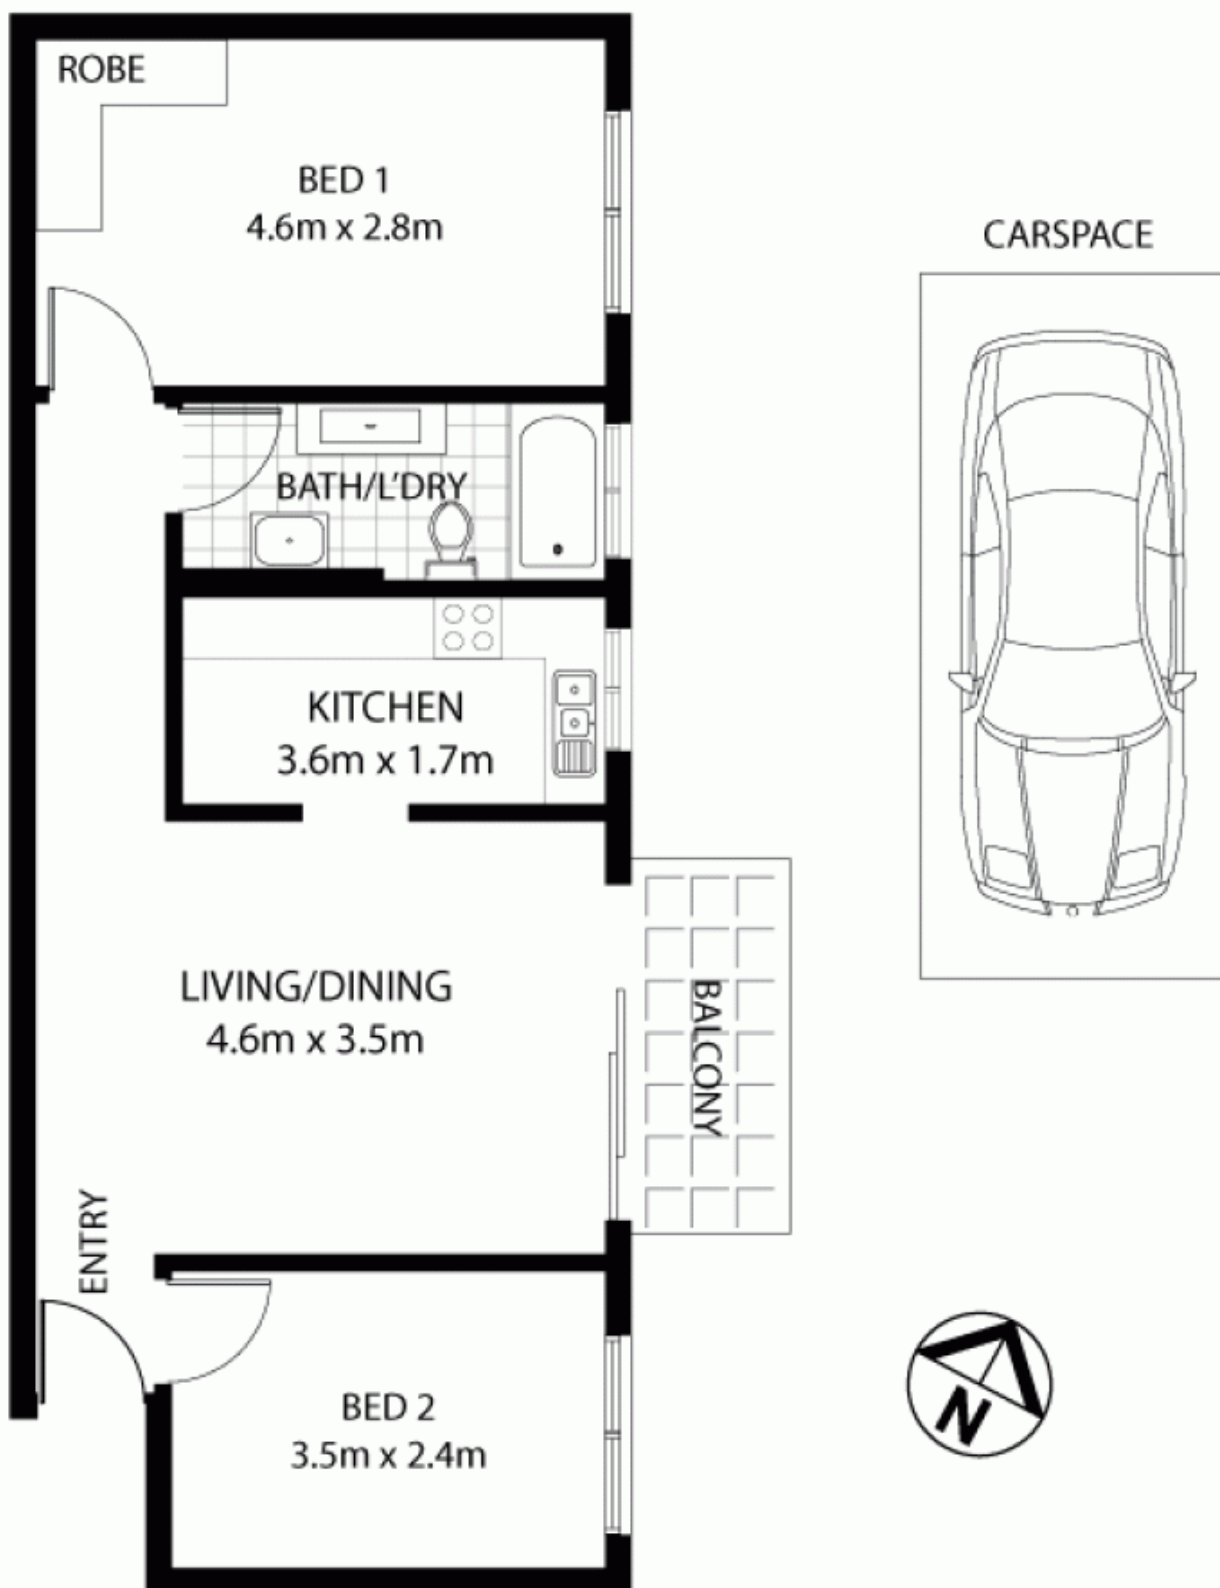 ROBE
BED 1
4.6m x 2.8m
CARSPACE
BATH/L'DRY
KITCHEN
3.6m x 1.7m
LIVING/DINING
4.6m x 3.5m
BALCONY
ENTRY
BED 2
3.5m x 2.4m
N